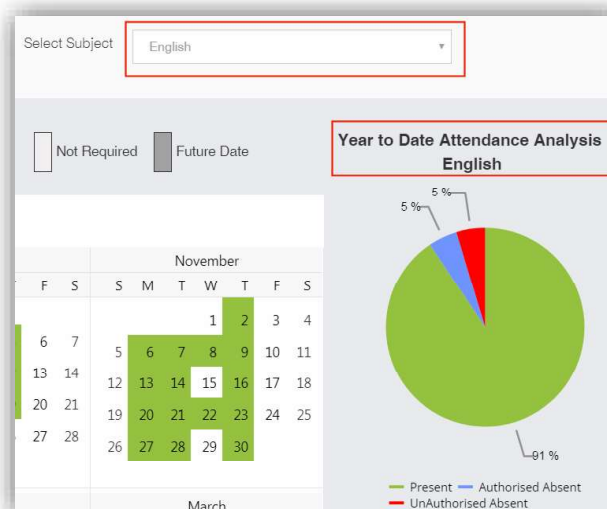 Select Subject English
Not Required Future Date
Year to Date Attendance Analysis
English
5 %
5 %
91 %
Present Authorised Absent
UnAuthorised Absent
F S
6 7
13 14
20 21
27 28
November
S M T W T F S
1 2 3 4
5 6 7 8 9 10 11
12 13 14 15 16 17 18
19 20 21 22 23 24 25
26 27 28 29 30
March